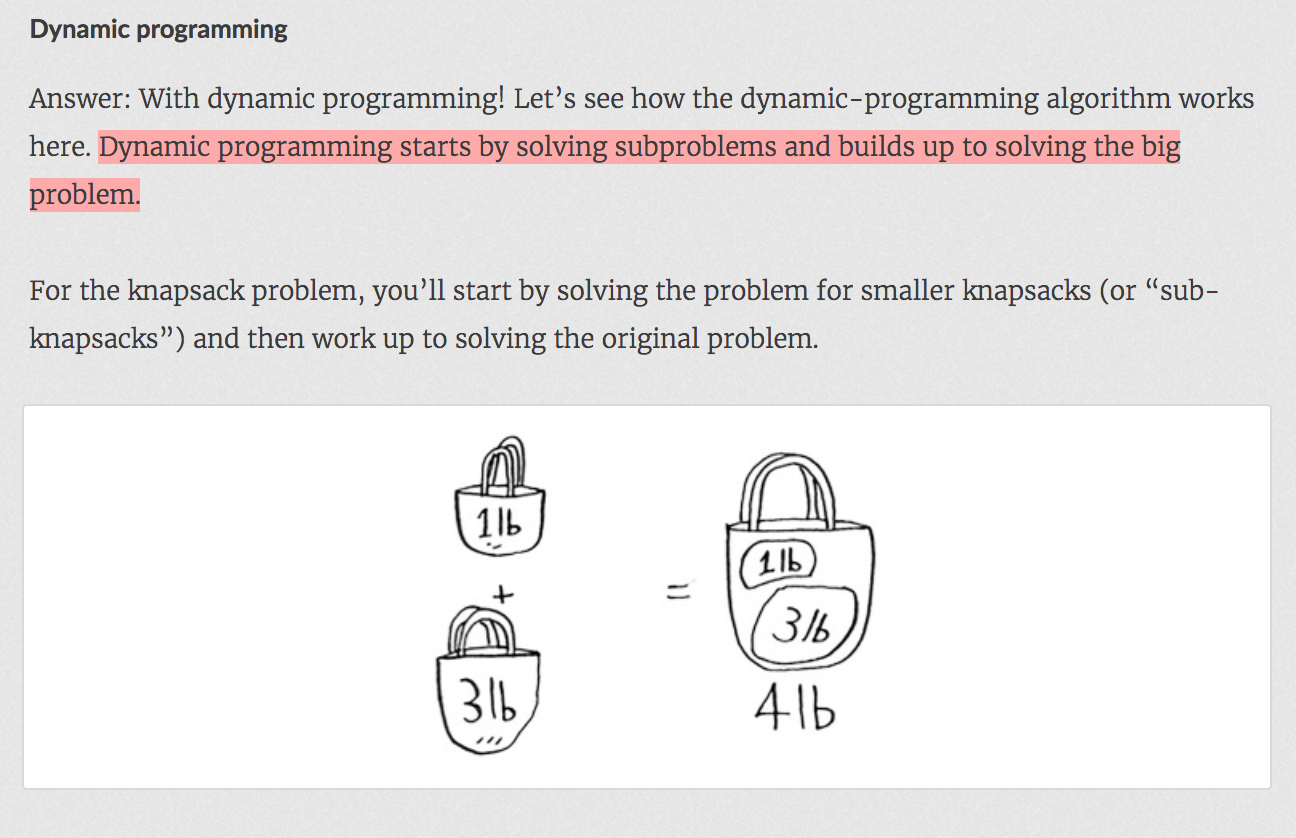 Dynamic programming
Answer: With dynamic programming! Let’s see how the dynamic-programming algorithm works
here. Dynamic programming starts by solving subproblems and builds up to solving the big
problem.
For the knapsack problem, you’ll start by solving the problem for smaller knapsacks (or “sub-
knapsacks”) and then work up to solving the original problem.
1lb
+
3lb
=
1lb
3lb
4lb